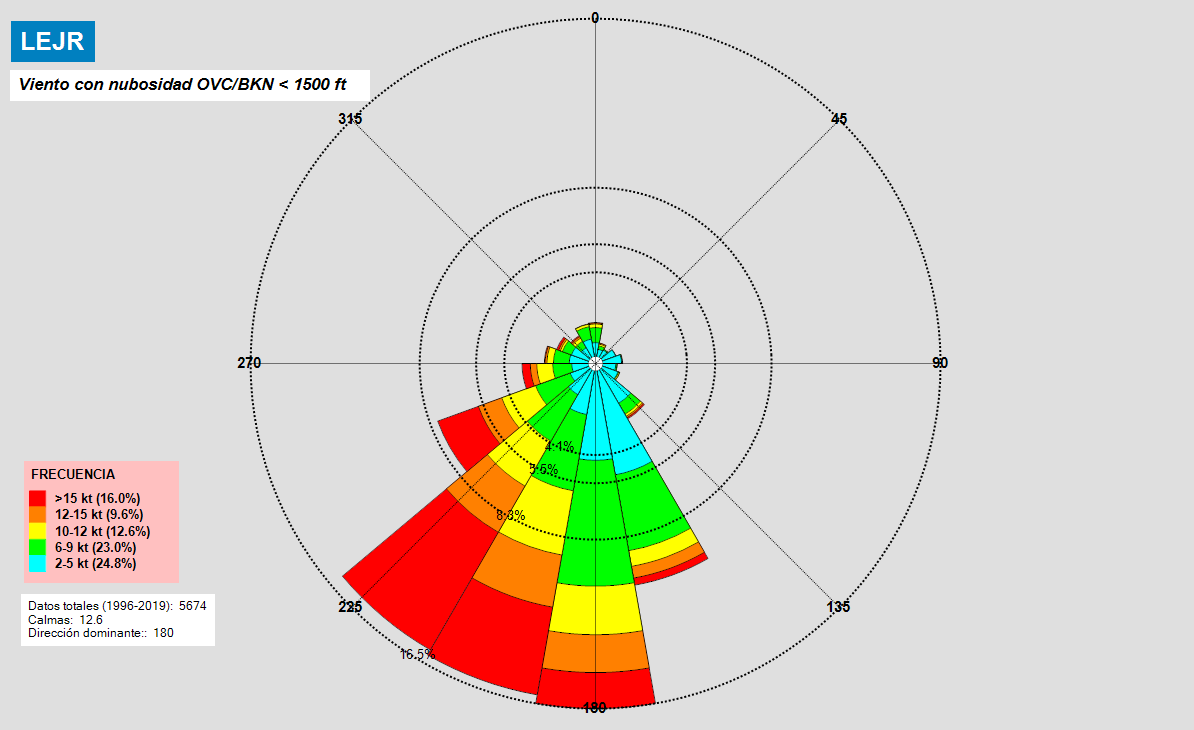 LEJR
Viento con nubosidad OVC/BKN < 1500 ft
0
315
45
270
90
4.1%
5.5%
8.3%
FRECUENCIA
>15 kt (16.0%)
12-15 kt (9.6%)
10-12 kt (12.6%)
6-9 kt (23.0%)
2-5 kt (24.8%)
225
135
Datos totales (1996-2019): 5674
Calmas: 12.6
Dirección dominante:: 180
16.5%
180